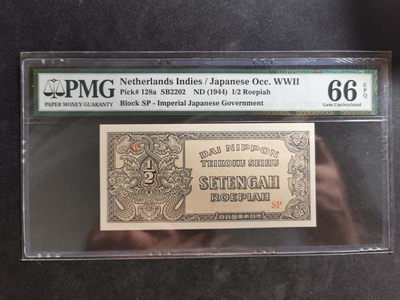 PMG
PAPER MONEY GUARANTY
Netherlands Indies / Japanese Occ. WWII
Pick# 128a SB2202 ND (1944) 1/2 Roepiah
Block SP - Imperial Japanese Government
66 EPQ
Gem Uncirculated
DAI NIPPON
TEIKOKU SEIHU
1/2
SETENGAH
ROEPIAH
SP